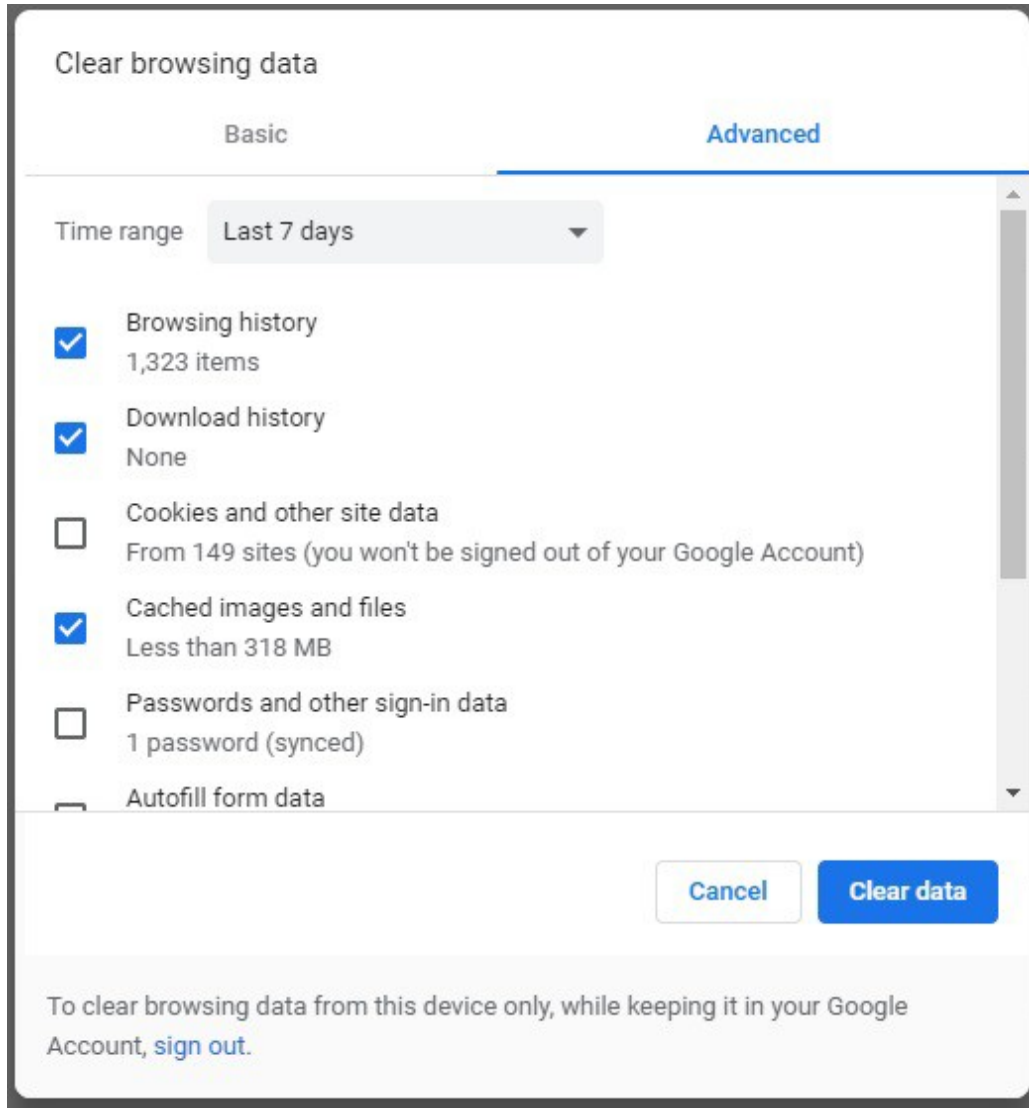 Clear browsing data
Basic
Advanced
Time range
Last 7 days
Browsing history
1,323 items
Download history
None
Cookies and other site data
From 149 sites (you won't be signed out of your Google Account)
Cached images and files
Less than 318 MB
Passwords and other sign-in data
1 password (synced)
Autofill form data
Cancel
Clear data
To clear browsing data from this device only, while keeping it in your Google
Account, sign out.